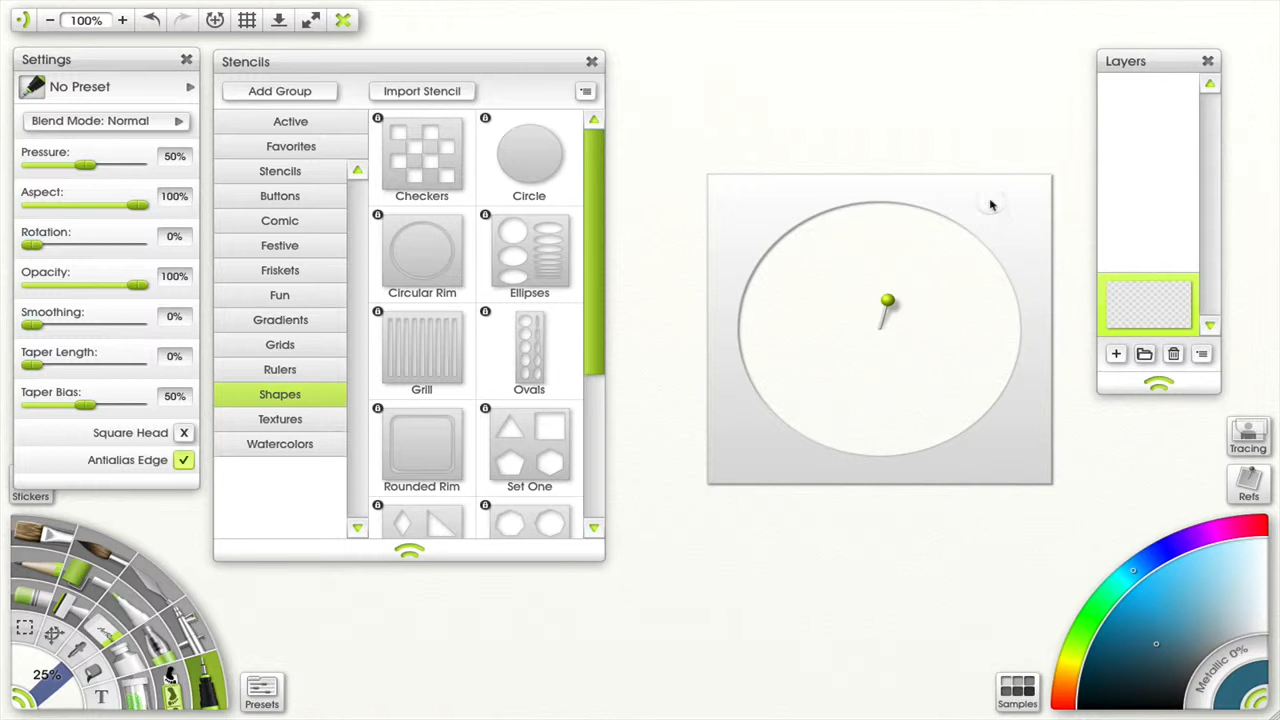 100%
Settings
No Preset
Blend Mode: Normal
Pressure: 50%
Aspect: 100%
Rotation: 0%
Opacity: 100%
Smoothing: 0%
Taper Length: 0%
Taper Bias: 50%
Square Head X
Antialias Edge
Stickers
Stencils
Add Group
Import Stencil
Active
Favorites
Stencils
Buttons
Comic
Festive
Friskets
Fun
Gradients
Grids
Rulers
Shapes
Textures
Watercolors
Checkers
Circle
Circular Rim
Ellipses
Grill
Ovals
Rounded Rim
Set One
Layers
Tracing
Refs
25%
T
Presets
Samples
Metallic 0%